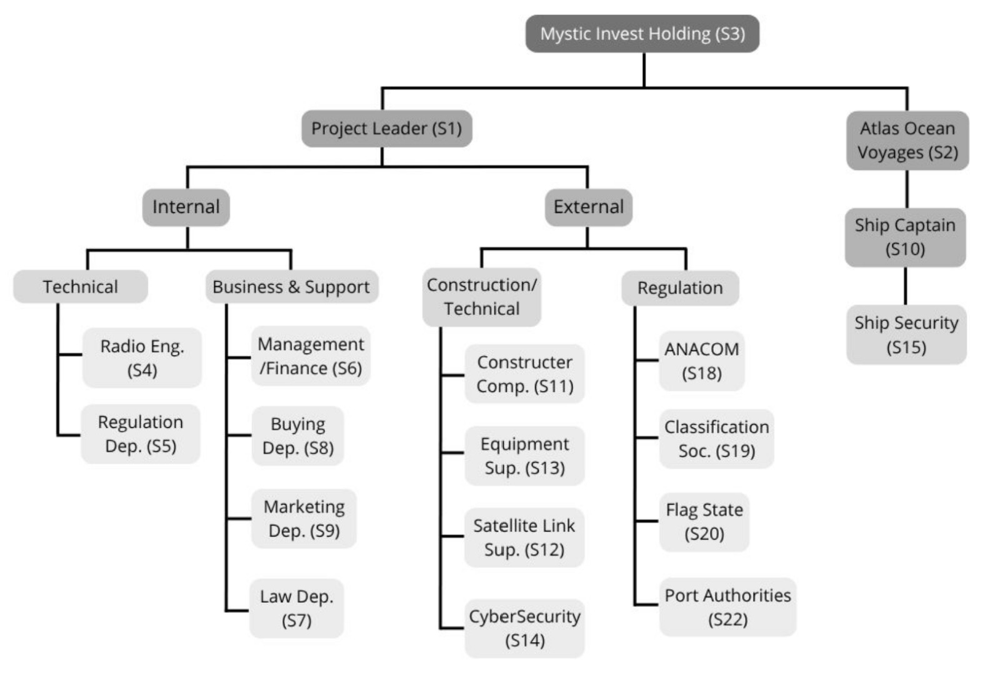 Mystic Invest Holding (S3)
Project Leader (S1)
Atlas Ocean
Voyages (S2)
Internal
External
Ship Captain
(S10)
Technical
Business & Support
Construction/
Technical
Regulation
Ship Security
(S15)
Radio Eng.
(S4)
Regulation
Dep. (S5)
Management
/Finance (S6)
Buying
Dep. (S8)
Marketing
Dep. (S9)
Law Dep.
(S7)
Constructer
Comp. (S11)
Equipment
Sup. (S13)
Satellite Link
Sup. (S12)
CyberSecurity
(S14)
ANACOM
(S18)
Classification
Soc. (S19)
Flag State
(S20)
Port Authorities
(S22)